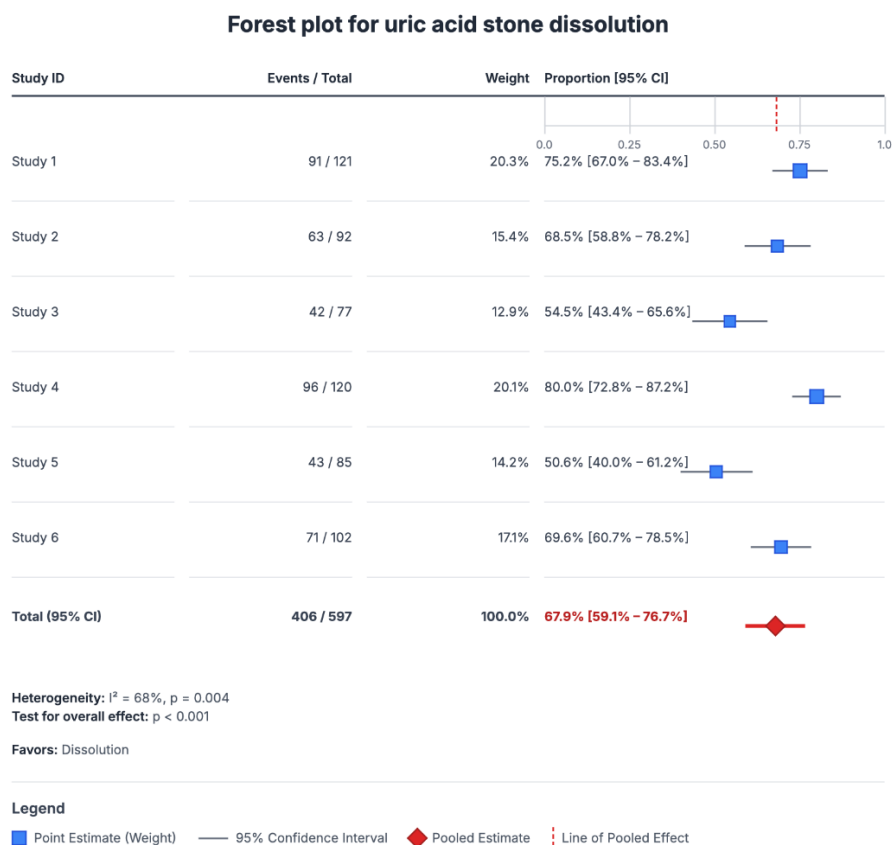 Forest plot for uric acid stone dissolution
Study ID Events / Total Weight Proportion [95% CI]
0.0 0.25 0.50 0.75 1.0
Study 1 91 / 121 20.3% 75.2% [67.0% – 83.4%]
Study 2 63 / 92 15.4% 68.5% [58.8% – 78.2%]
Study 3 42 / 77 12.9% 54.5% [43.4% – 65.6%]
Study 4 96 / 120 20.1% 80.0% [72.8% – 87.2%]
Study 5 43 / 85 14.2% 50.6% [40.0% – 61.2%]
Study 6 71 / 102 17.1% 69.6% [60.7% – 78.5%]
Total (95% CI) 406 / 597 100.0% 67.9% [59.1% – 76.7%]
Heterogeneity: I² = 68%, p = 0.004
Test for overall effect: p < 0.001
Favors: Dissolution
Legend
Point Estimate (Weight) 95% Confidence Interval Pooled Estimate Line of Pooled Effect